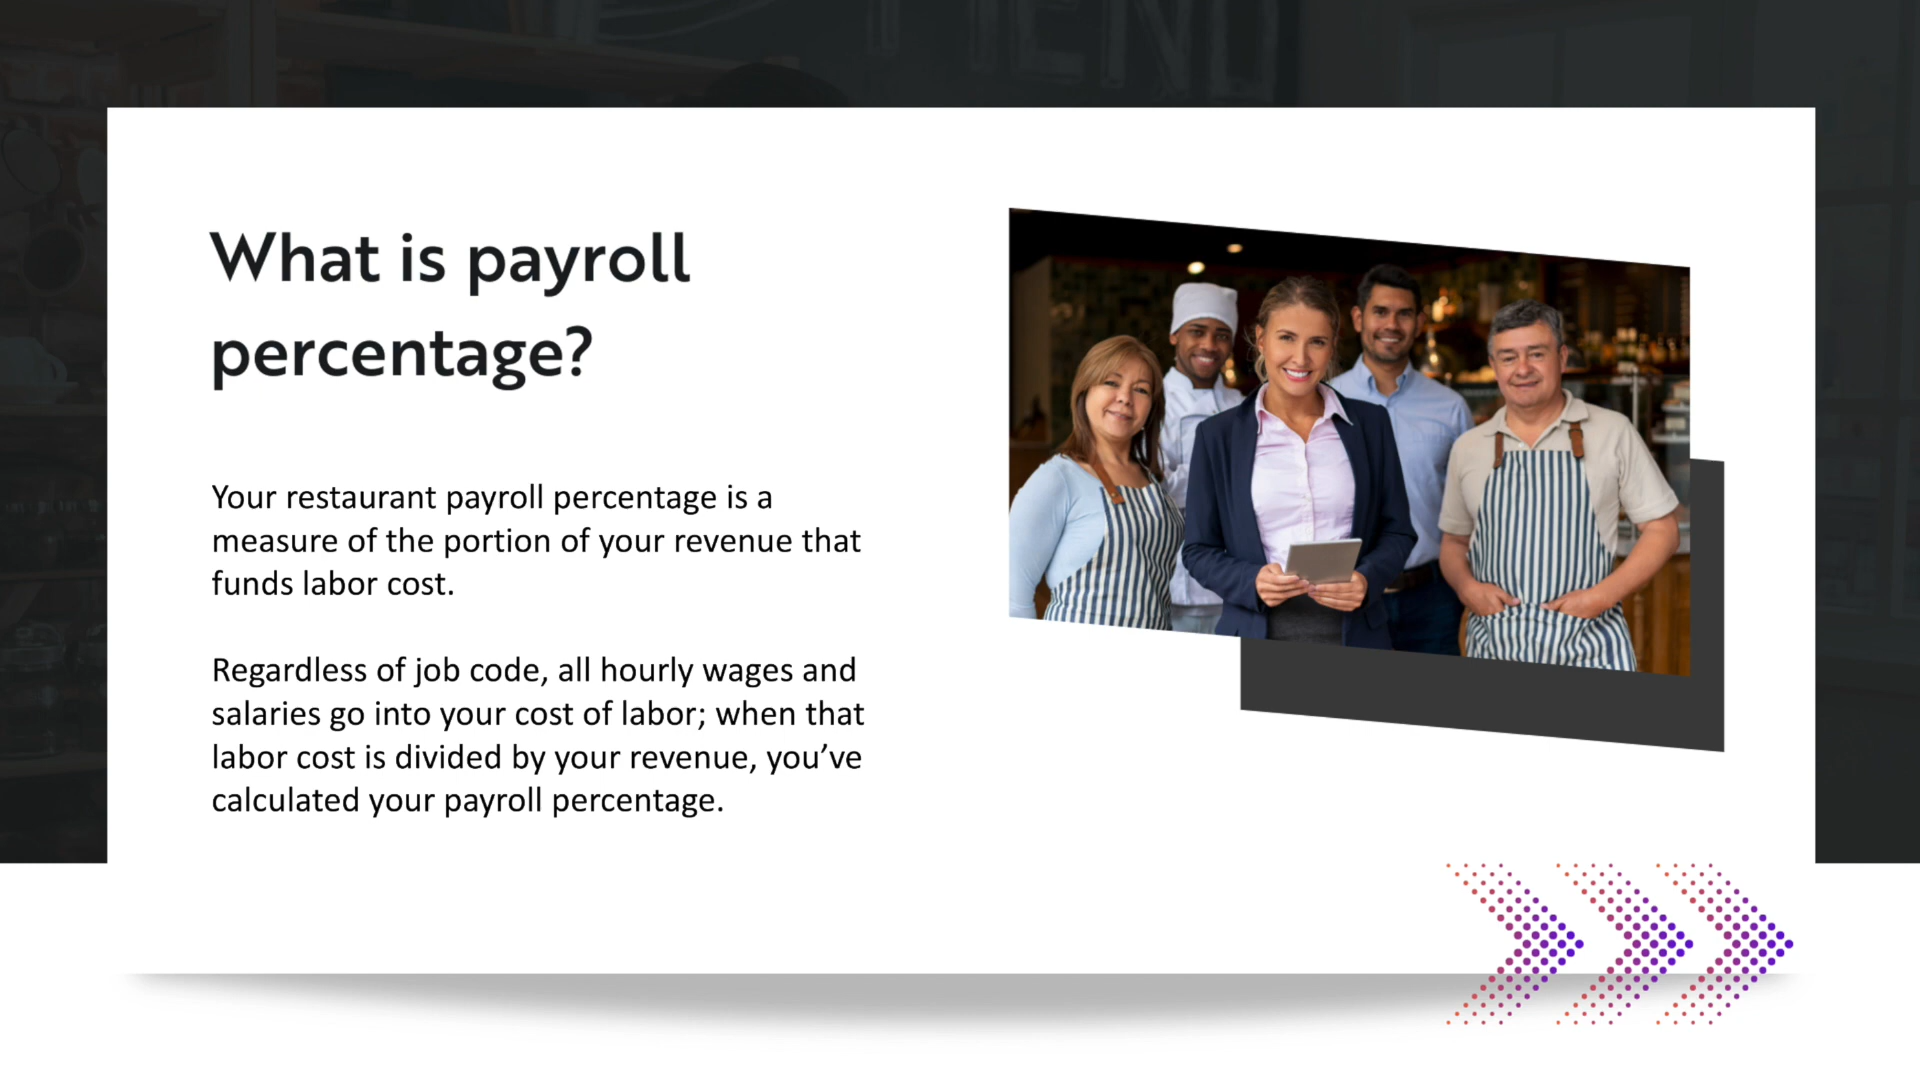 What is payroll
percentage?
Your restaurant payroll percentage is a
measure of the portion of your revenue that
funds labor cost.
Regardless of job code, all hourly wages and
salaries go into your cost of labor; when that
labor cost is divided by your revenue, you’ve
calculated your payroll percentage.